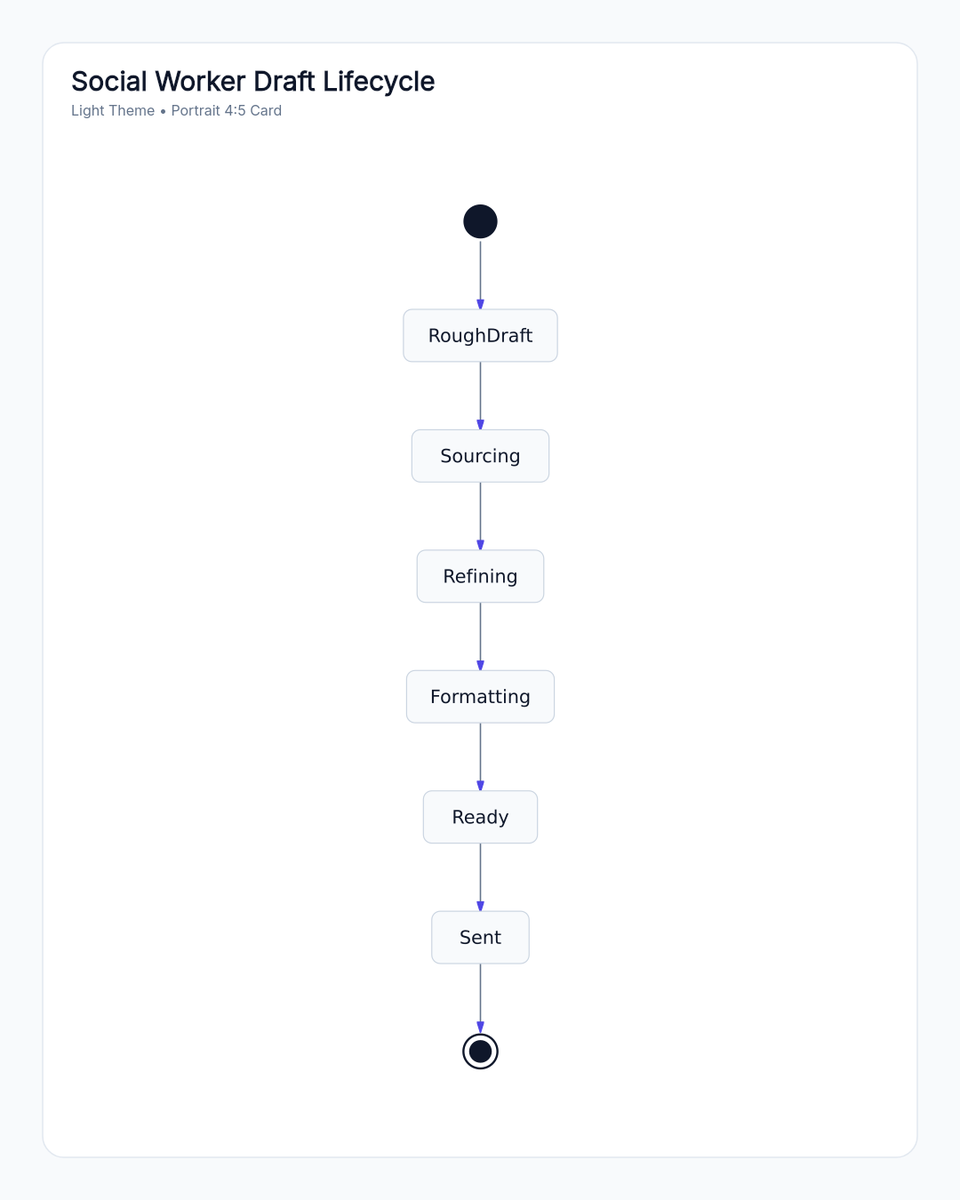 Social Worker Draft Lifecycle
Light Theme • Portrait 4:5 Card
RoughDraft
Sourcing
Refining
Formatting
Ready
Sent